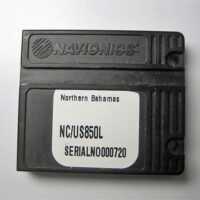 NAVIONICS
Northern Bahamas
NC/US850L
SERIALNO000720